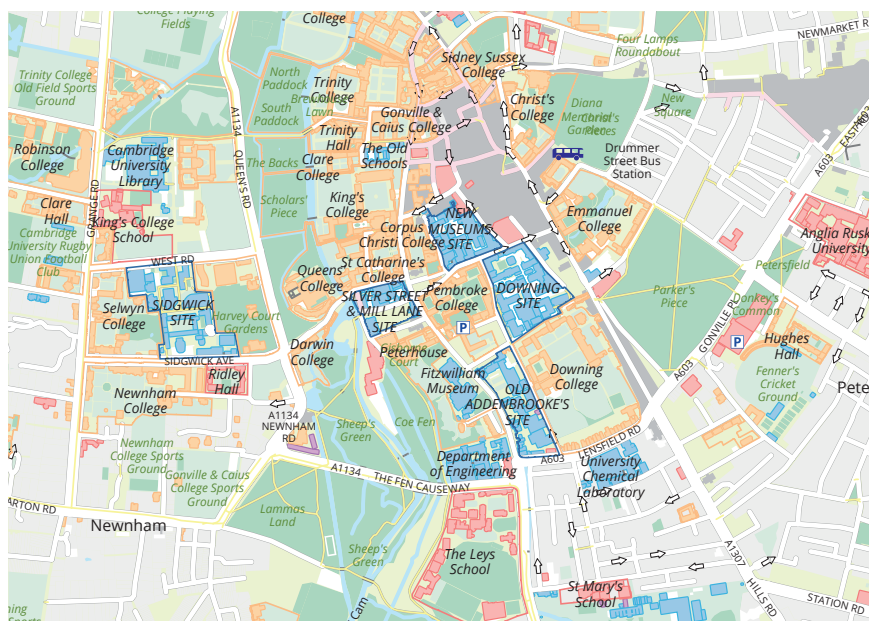 College Playing
Fields
College
Sidney Sussex
College
Four Lamps
Roundabout
NEWMARKET R
Trinity College
Old Field Sports
Ground
North
Paddock
South
Paddock
Trinity
College
Lawn
Gonville &
Caius College
Christ's
College
Diana
Memorial
Garden
Christ's
Pieces
New
Square
A1134
QUEEN'S RD
Trinity
Hall
The Old
Schools
Drummer
Street Bus
Station
A603
EAST RD
A603
Robinson
College
Cambridge
University
Library
The Backs
Clare
College
Clare
Hall
GRANGE RD
King's College
School
Scholars'
Piece
King's
College
NEW
MUSEUMS
SITE
Emmanuel
College
Anglia Rusk
University
Cambridge
University Rugby
Union Football
Club
Corpus
Christi College
WEST RD
St Catharine's
College
Queens'
College
Petersfield
SILVER STREET
& MILL LANE
SITE
Pembroke
College
DOWNING
SITE
Parker's
Piece
Donkey's
Common
Selwyn
College
SIDGWICK
SITE
Harvey Court
Gardens
P
P
GONVILLE PL
Hughes
Hall
Darwin
College
Peterhouse
Court
SIDGWICK AVE
Ridley
Hall
Fitzwilliam
Museum
Downing
College
A603
Fenner's
Cricket
Ground
Pete
Newnham
College
OLD
ADDENBROOKE'S
SITE
A1134
NEWNHAM
RD
Sheep's
Green
Coe Fen
Newnham
College Sports
Ground
LENSFIELD RD
A603
Department
of Engineering
University
Chemical
Laboratory
Gonville & Caius
College Sports
Ground
A1134
THE FEN CAUSEWAY
ARTON RD
Newnham
Lammas
Land
Sheep's
Green
The Leys
School
A1307
HILLS RD
St Mary's
School
STATION RD
Cam
ning
Sports